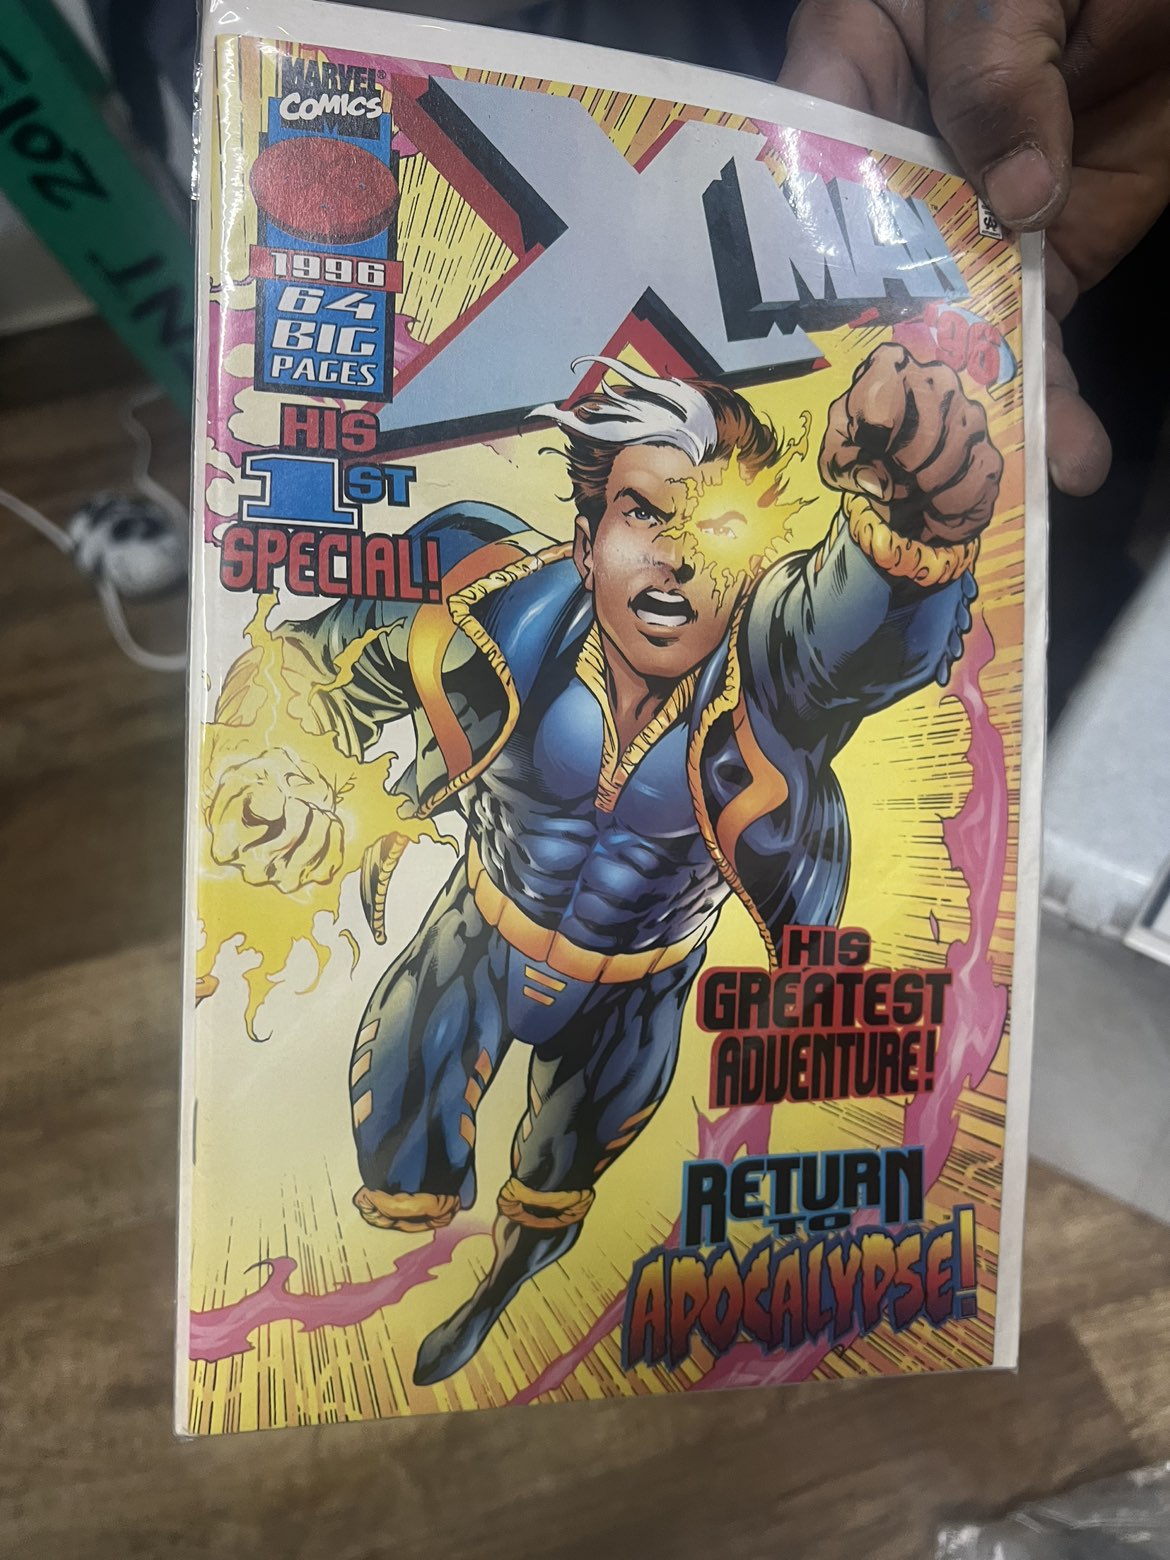 MARVEL®
COMICS
1996
64
BIG
PAGES
X-MAN
'96
HIS
1ST
SPECIAL!
HIS
GREATEST
ADVENTURE!
RETURN
TO
APOCALYPSE!